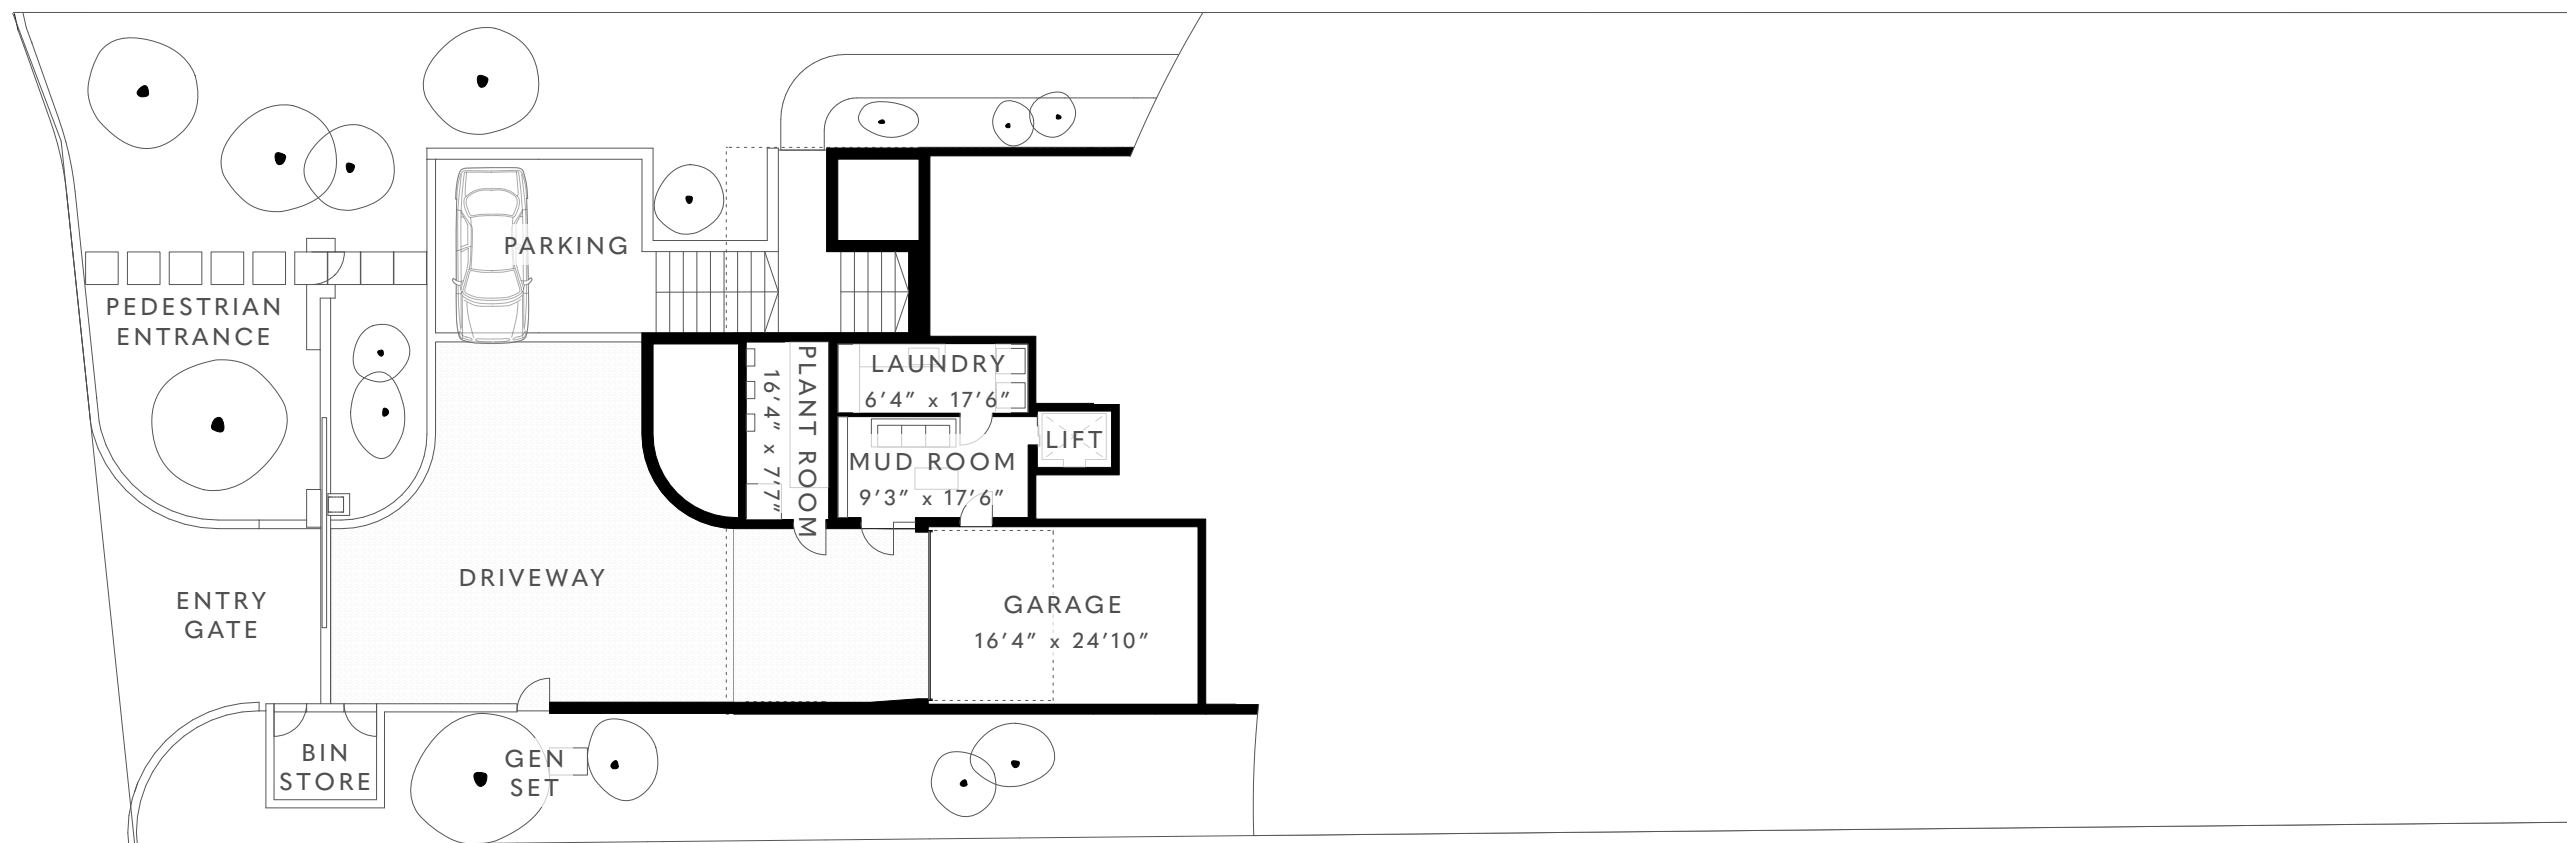 PARKING
PEDESTRIAN
ENTRANCE
PLANT ROOM
16'4" x 7'7"
LAUNDRY
6'4" x 17'6"
LIFT
MUD ROOM
9'3" x 17'6"
DRIVEWAY
ENTRY
GATE
GARAGE
16'4" x 24'10"
BIN
STORE
GEN
SET